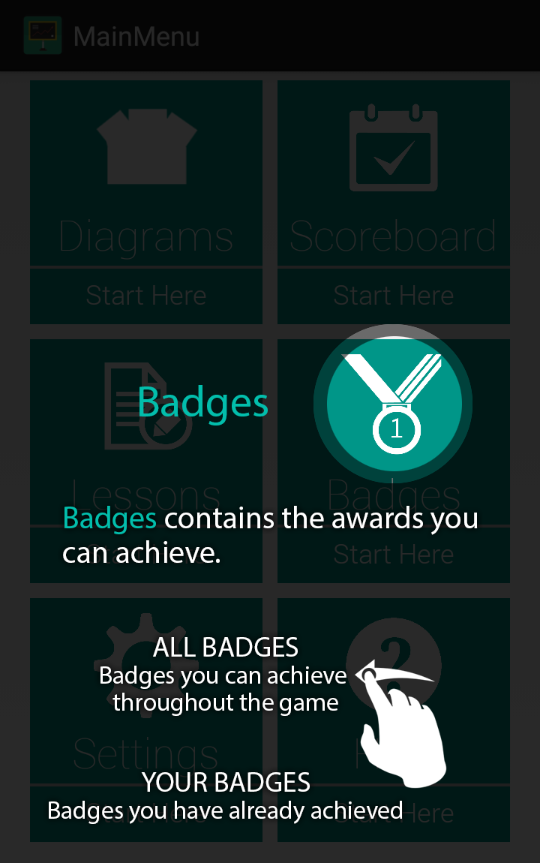 MainMenu
Diagrams
Scoreboard
Start Here
Start Here
Badges
1
Lessons
Badges
Badges contains the awards you
can achieve.
Start Here
ALL BADGES
Badges you can achieve
throughout the game
?
Settings
YOUR BADGES
Badges you have already achieved
Here